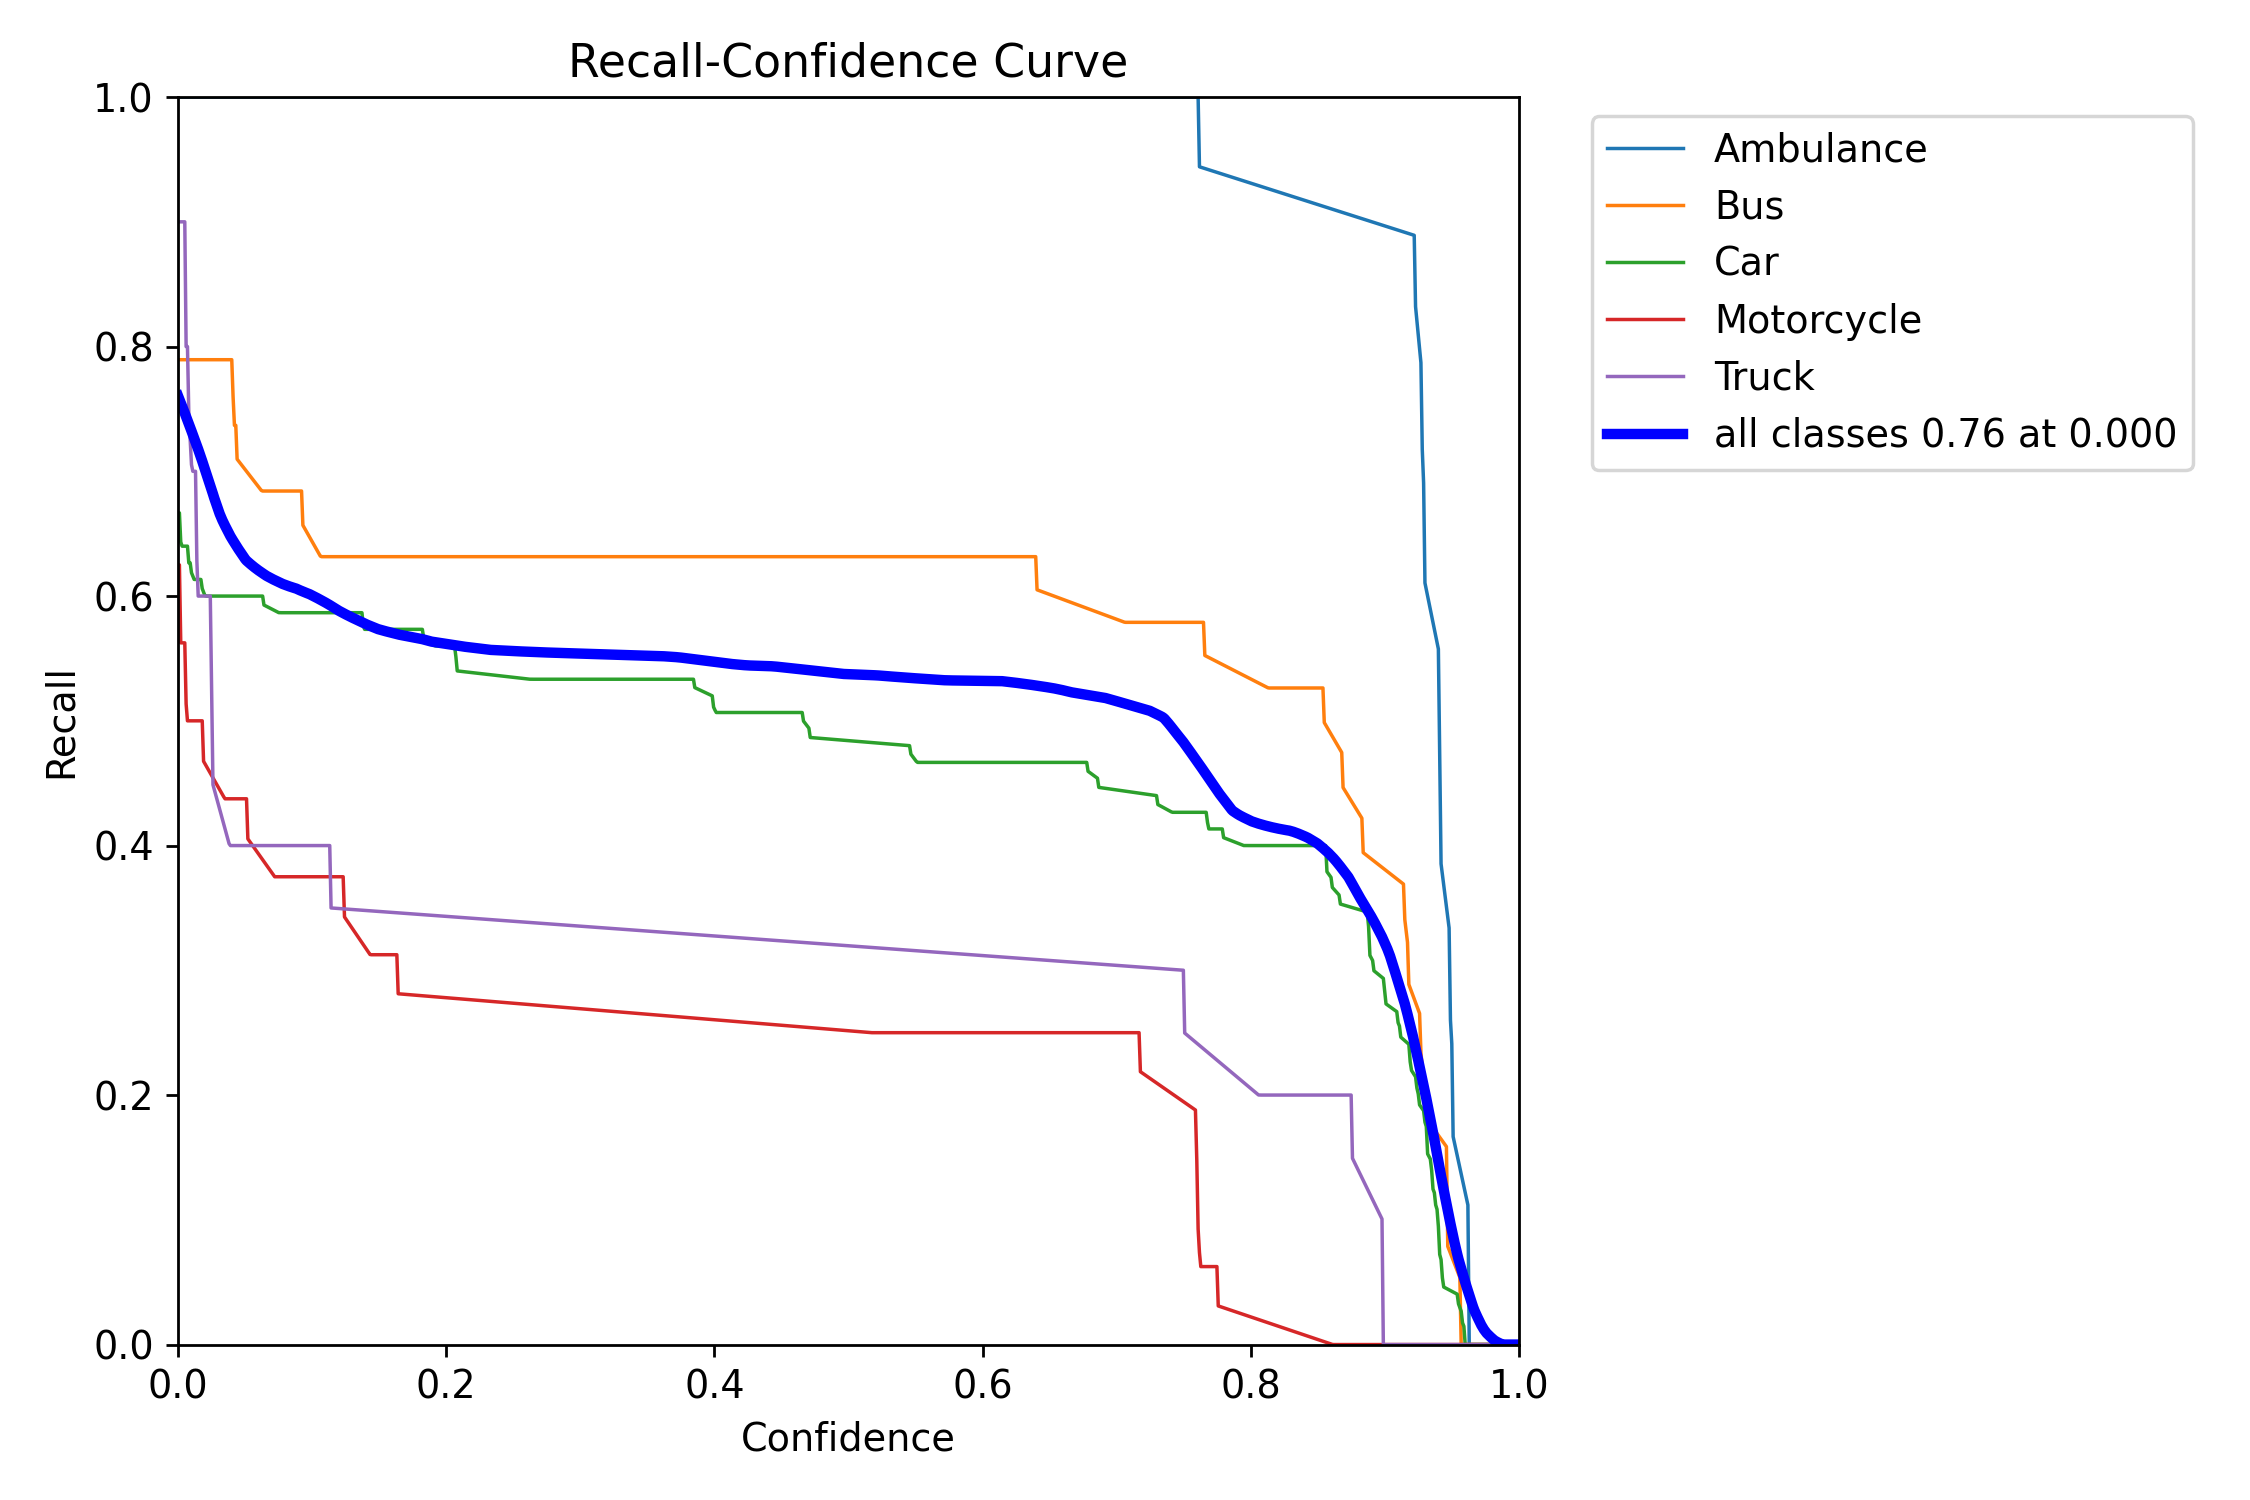 Recall-Confidence Curve
1.0
0.8
0.6
0.4
0.2
0.0
Recall
0.0 0.2 0.4 0.6 0.8 1.0
Confidence
Ambulance
Bus
Car
Motorcycle
Truck
all classes 0.76 at 0.000